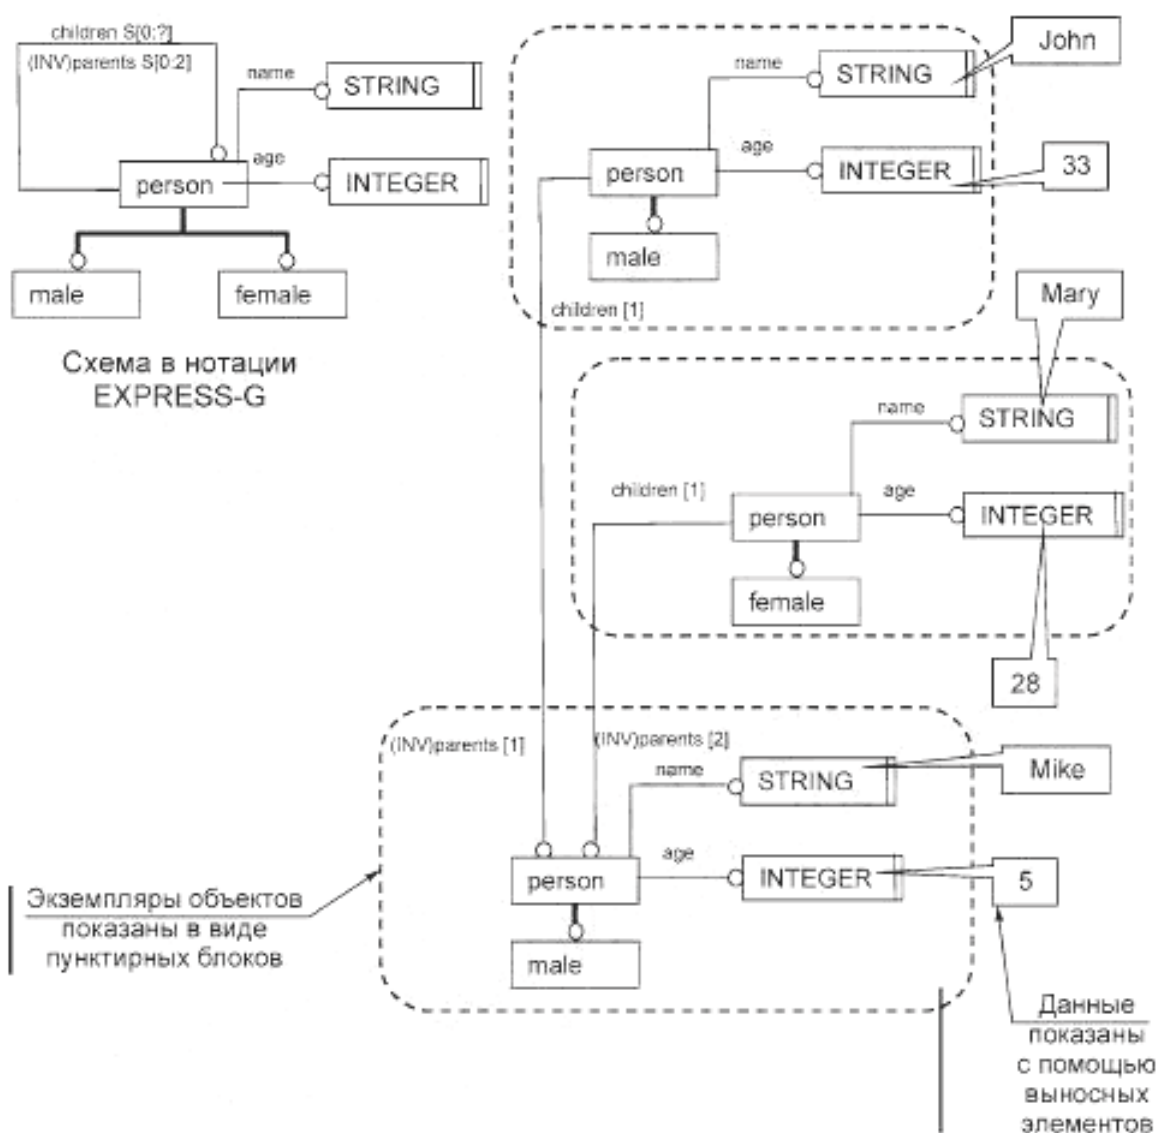 children S[0:?]
(INV)parents S[0:2]
name
STRING
age
INTEGER
person
male
female
Схема в нотации
EXPRESS-G
name
STRING
John
age
INTEGER
33
person
male
children [1]
Mary
name
STRING
children [1]
age
person
INTEGER
female
28
(INV)parents [1]
(INV)parents [2]
name
STRING
Mike
age
person
INTEGER
5
male
Экземпляры объектов
показаны в виде
пунктирных блоков
Данные
показаны
с помощью
выносных
элементов